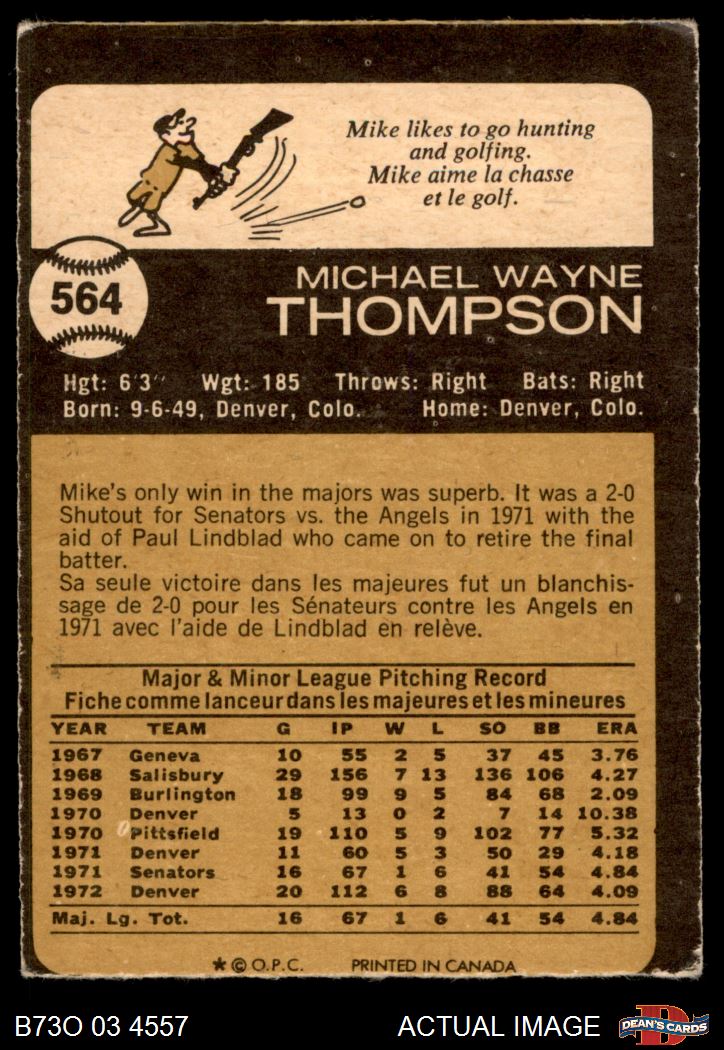 Mike likes to go hunting
and golfing.
Mike aime la chasse
et le golf.
564
MICHAEL WAYNE
THOMPSON
Hgt: 6'3" Wgt: 185 Throws: Right Bats: Right
Born: 9-6-49, Denver, Colo. Home: Denver, Colo.
Mike's only win in the majors was superb. It was a 2-0
Shutout for Senators vs. the Angels in 1971 with the
aid of Paul Lindblad who came on to retire the final
batter.
Sa seule victoire dans les majeures fut un blanchis-
sage de 2-0 pour les Sénateurs contre les Angels en
1971 avec l'aide de Lindblad en relève.
Major & Minor League Pitching Record
Fiche comme lanceur dans les majeures et les mineures
YEAR TEAM G IP W L SO BB ERA
1967 Geneva 10 55 2 5 37 45 3.76
1968 Salisbury 29 156 7 13 136 106 4.27
1969 Burlington 18 99 9 5 84 68 2.09
1970 Denver 5 13 0 2 7 14 10.38
1970 Pittsfield 19 110 5 9 102 77 5.32
1971 Denver 11 60 5 3 50 29 4.18
1971 Senators 16 67 1 6 41 54 4.84
1972 Denver 20 112 6 8 88 64 4.09
Maj. Lg. Tot. 16 67 1 6 41 54 4.84
* © O.P.C. PRINTED IN CANADA
B73O 03 4557 ACTUAL IMAGE D DEAN'S CARDS